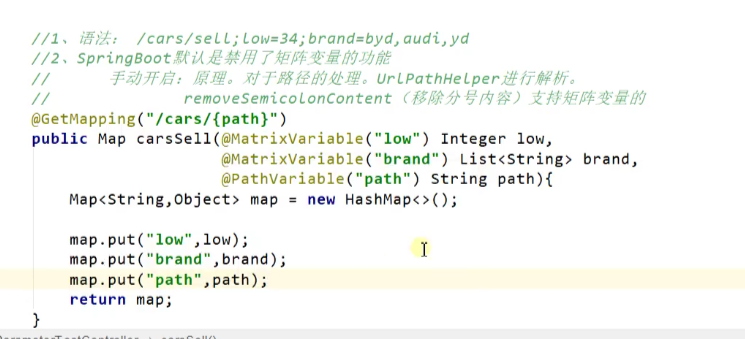 //1、语法： /cars/sell;low=34;brand=byd,audi,yd
//2、SpringBoot默认是禁用了矩阵变量的功能
//      手动开启：原理。对于路径的处理。UrlPathHelper进行解析。
//              removeSemicolonContent（移除分号内容）支持矩阵变量的
@GetMapping("/cars/{path}")
public Map carsSell(@MatrixVariable("low") Integer low,
                    @MatrixVariable("brand") List<String> brand,
                    @PathVariable("path") String path){
    Map<String,Object> map = new HashMap<>();
    map.put("low",low);
    map.put("brand",brand);
    map.put("path",path);
    return map;
}